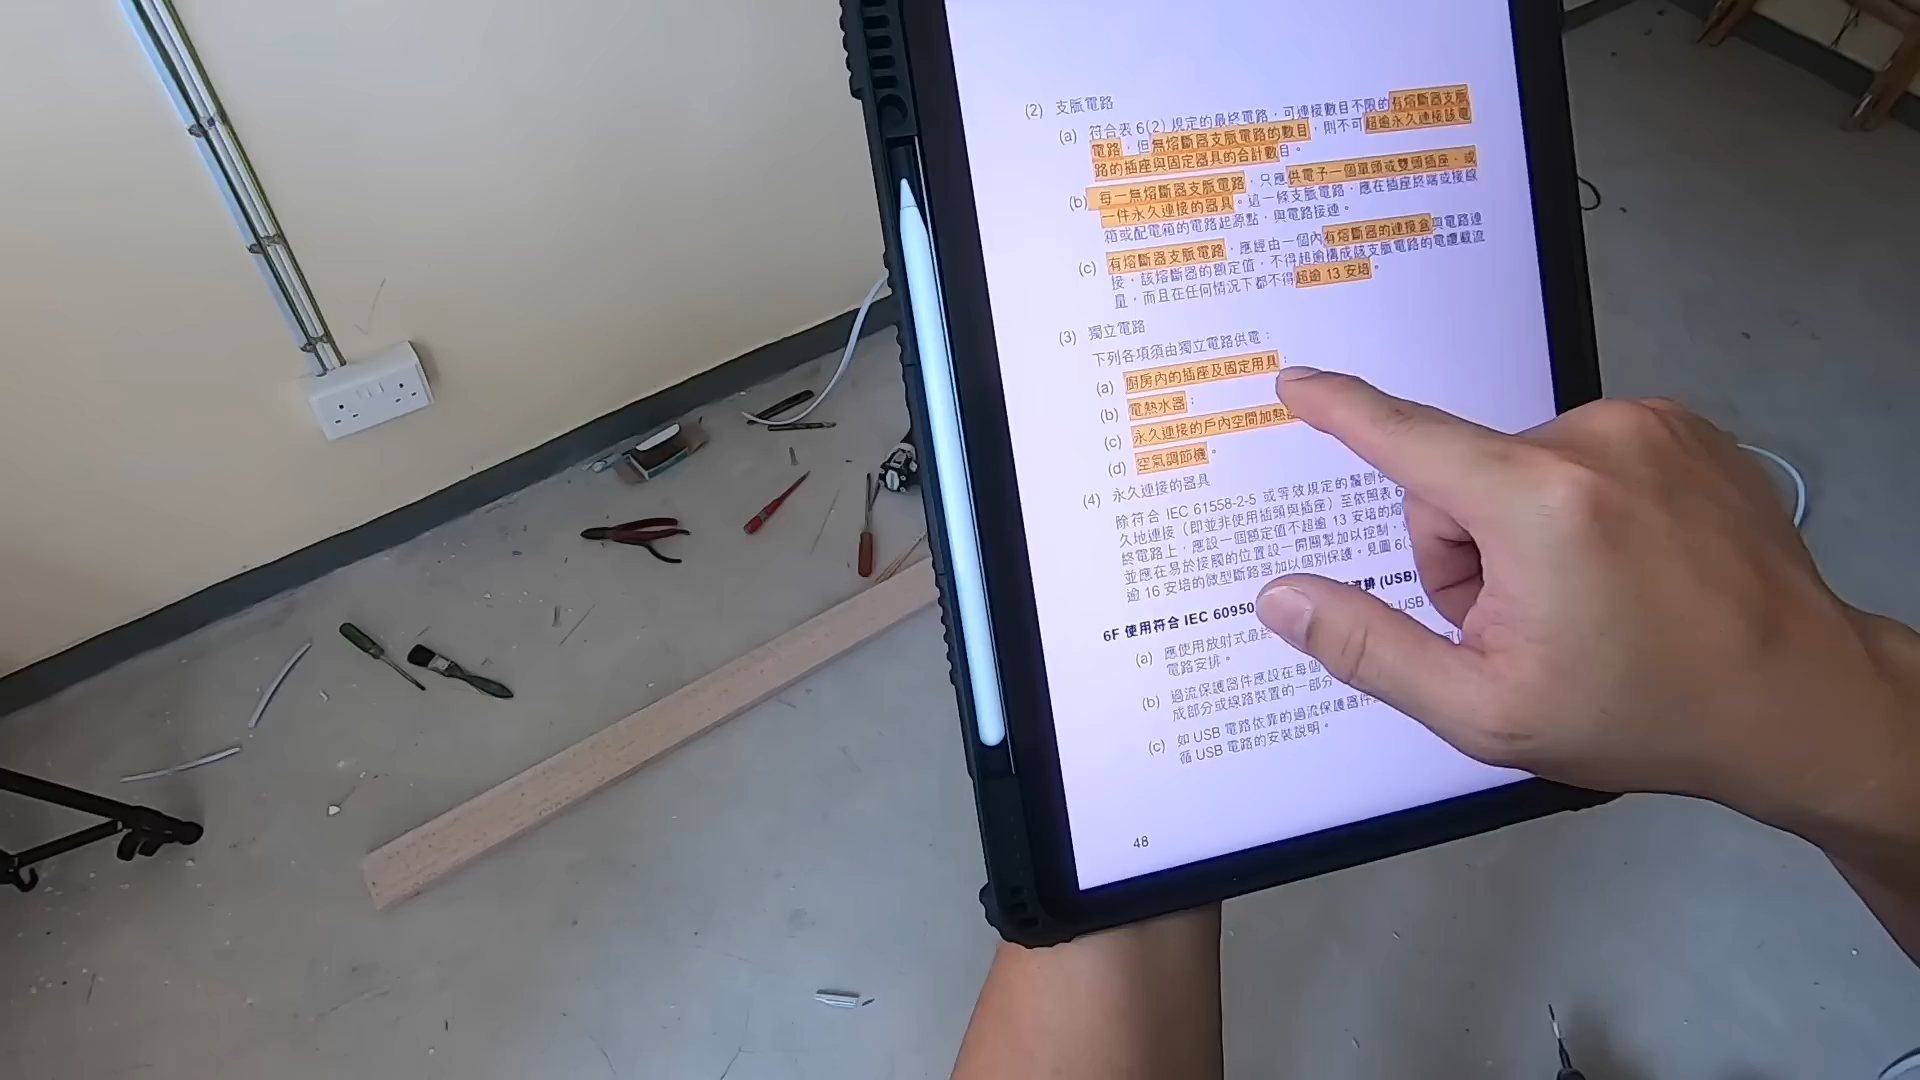 (2) 支脈電路
(a) 符合表 6(2) 規定的最終電路，可連接數目不限的有熔斷器支脈
電路，但無熔斷器支脈電路的數目，則不可超逾永久連接該電
路的插座與固定器具的合計數目。
(b) 每一無熔斷器支脈電路，只應供電予一個單頭或雙頭插座，或
一件永久連接的器具。這一條支脈電路，應在插座終端或接線
箱或配電箱的電路起源點，與電路接連。
(c) 有熔斷器支脈電路，應經由一個內有熔斷器的連接盒與電路連
接，該熔斷器的額定值，不得超逾構成該支脈電路的電纜載流
量，而且在任何情況下都不得超逾 13 安培。
(3) 獨立電路
下列各項須由獨立電路供電：
(a) 廚房內的插座及固定用具；
(b) 電熱水器；
(c) 永久連接的戶內空間加熱
(d) 空氣調節機。
(4) 永久連接的器具
除符合 IEC 61558-2-5 或等效規定的鬚刨
久地連接（即並非使用插頭與插座）至依照表 6
終電路上，應設一個額定值不超逾 13 安培的熔
並應在易於接觸的位置設一開關掣加以控制，
逾 16 安培的微型斷路器加以個別保護。見圖 6(
6F 使用符合 IEC 60950 流排 (USB)
(a) 應使用放射式最終 USB
電路安排。
(b) 過流保護器件應設在每個
成部分或線路裝置的一部分
(c) 如 USB 電路依靠的過流保護器件
循 USB 電路的安裝說明。
48